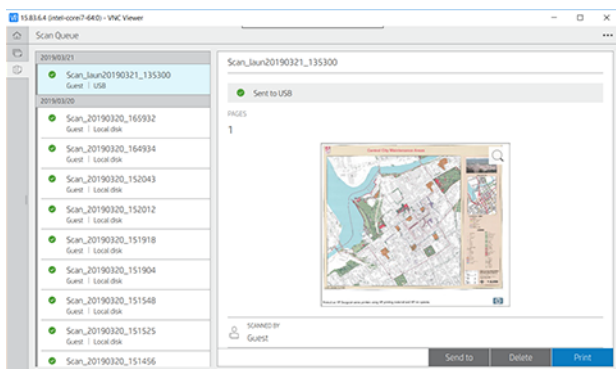 15.83.6.4 (intel-corei7-64:0) - VNC Viewer
Scan Queue
2019/03/21
Scan_laun20190321_135300
Guest | USB
2019/03/20
Scan_20190320_165932
Guest | Local disk
Scan_20190320_164934
Guest | Local disk
Scan_20190320_152043
Guest | Local disk
Scan_20190320_152012
Guest | Local disk
Scan_20190320_151918
Guest | Local disk
Scan_20190320_151904
Guest | Local disk
Scan_20190320_151548
Guest | Local disk
Scan_20190320_151525
Guest | Local disk
Scan_20190320_151456
Scan_laun20190321_135300
Sent to USB
PAGES
1
Central City Maintenance Areas
SCANNED BY
Guest
Send to
Delete
Print